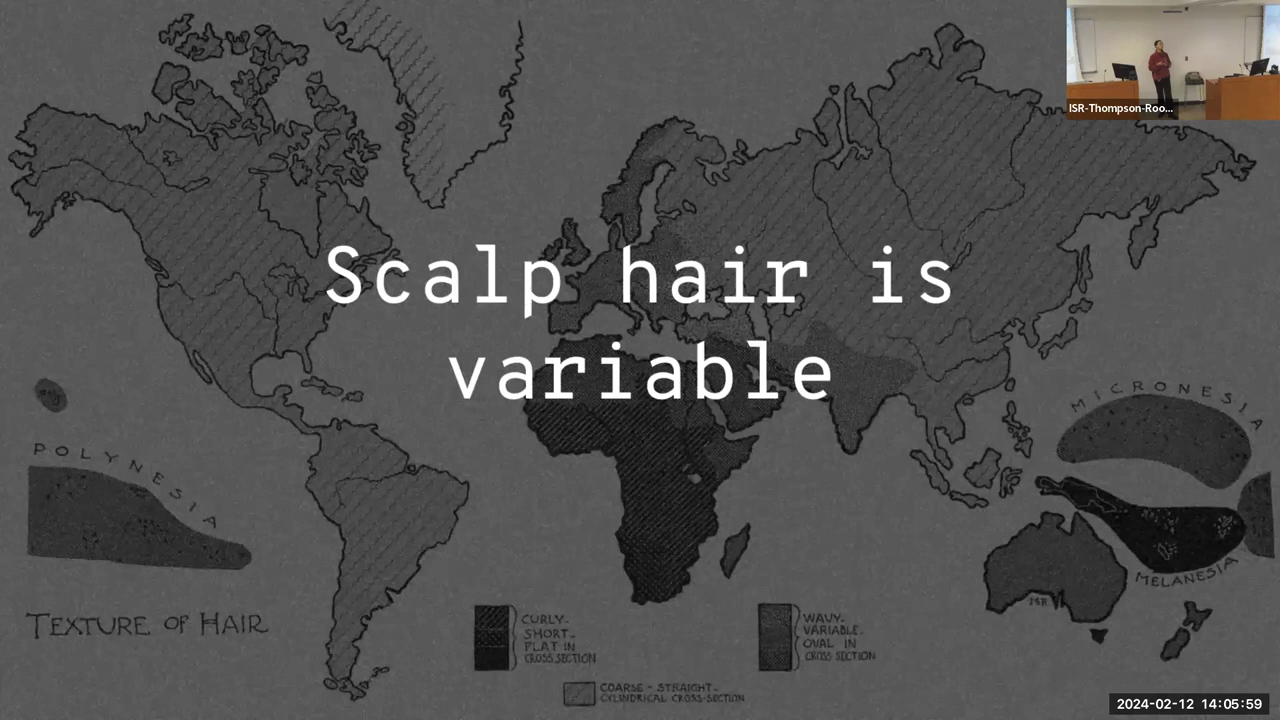 ISR-Thompson-Roo...
Scalp hair is
variable
MICRONESIA
POLYNESIA
MELANESIA
TEXTURE OF HAIR
CURLY-
SHORT-
FLAT IN
CROSS SECTION
WAVY-
VARIABLE-
OVAL IN
CROSS SECTION
COARSE - STRAIGHT-
CYLINDRICAL CROSS-SECTION
2024-02-12 14:05:59